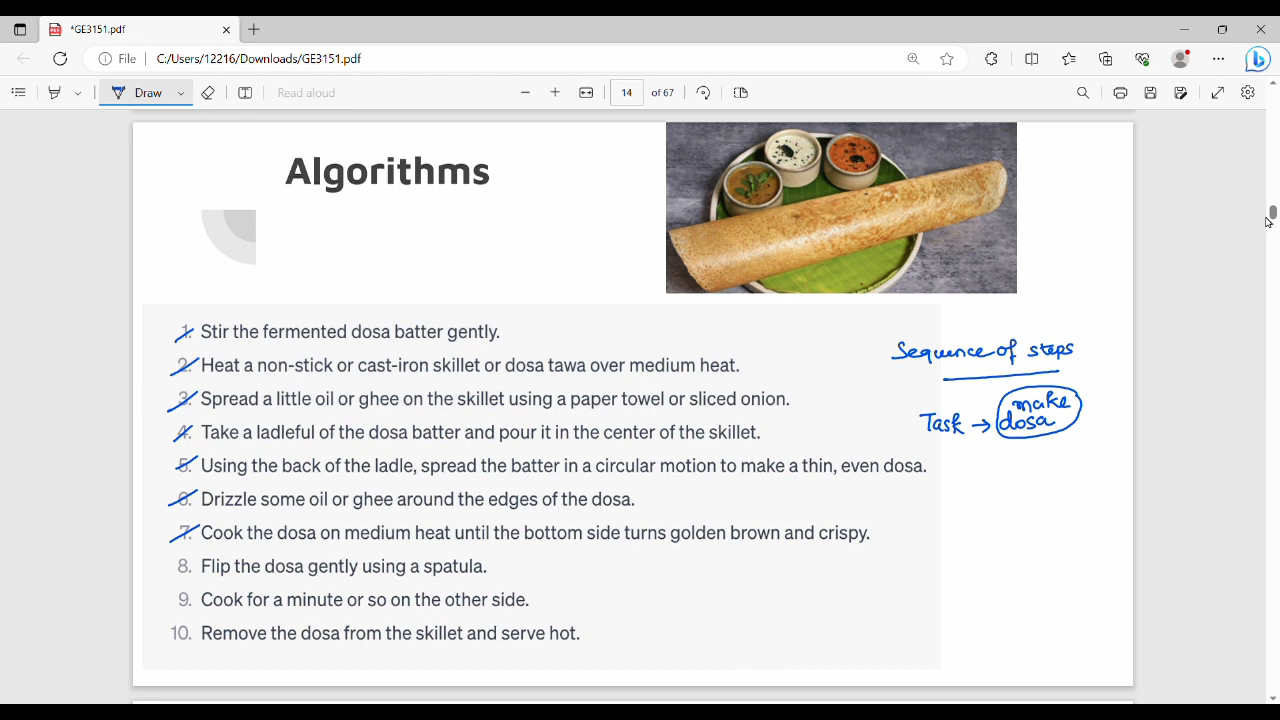 *GE3151.pdf
File
C:/Users/12216/Downloads/GE3151.pdf
Draw
Read aloud
14 of 67
Algorithms
1. Stir the fermented dosa batter gently.
2. Heat a non-stick or cast-iron skillet or dosa tawa over medium heat.
3. Spread a little oil or ghee on the skillet using a paper towel or sliced onion.
4. Take a ladleful of the dosa batter and pour it in the center of the skillet.
5. Using the back of the ladle, spread the batter in a circular motion to make a thin, even dosa.
6. Drizzle some oil or ghee around the edges of the dosa.
7. Cook the dosa on medium heat until the bottom side turns golden brown and crispy.
8. Flip the dosa gently using a spatula.
9. Cook for a minute or so on the other side.
10. Remove the dosa from the skillet and serve hot.
Sequence of steps
Task → make dosa